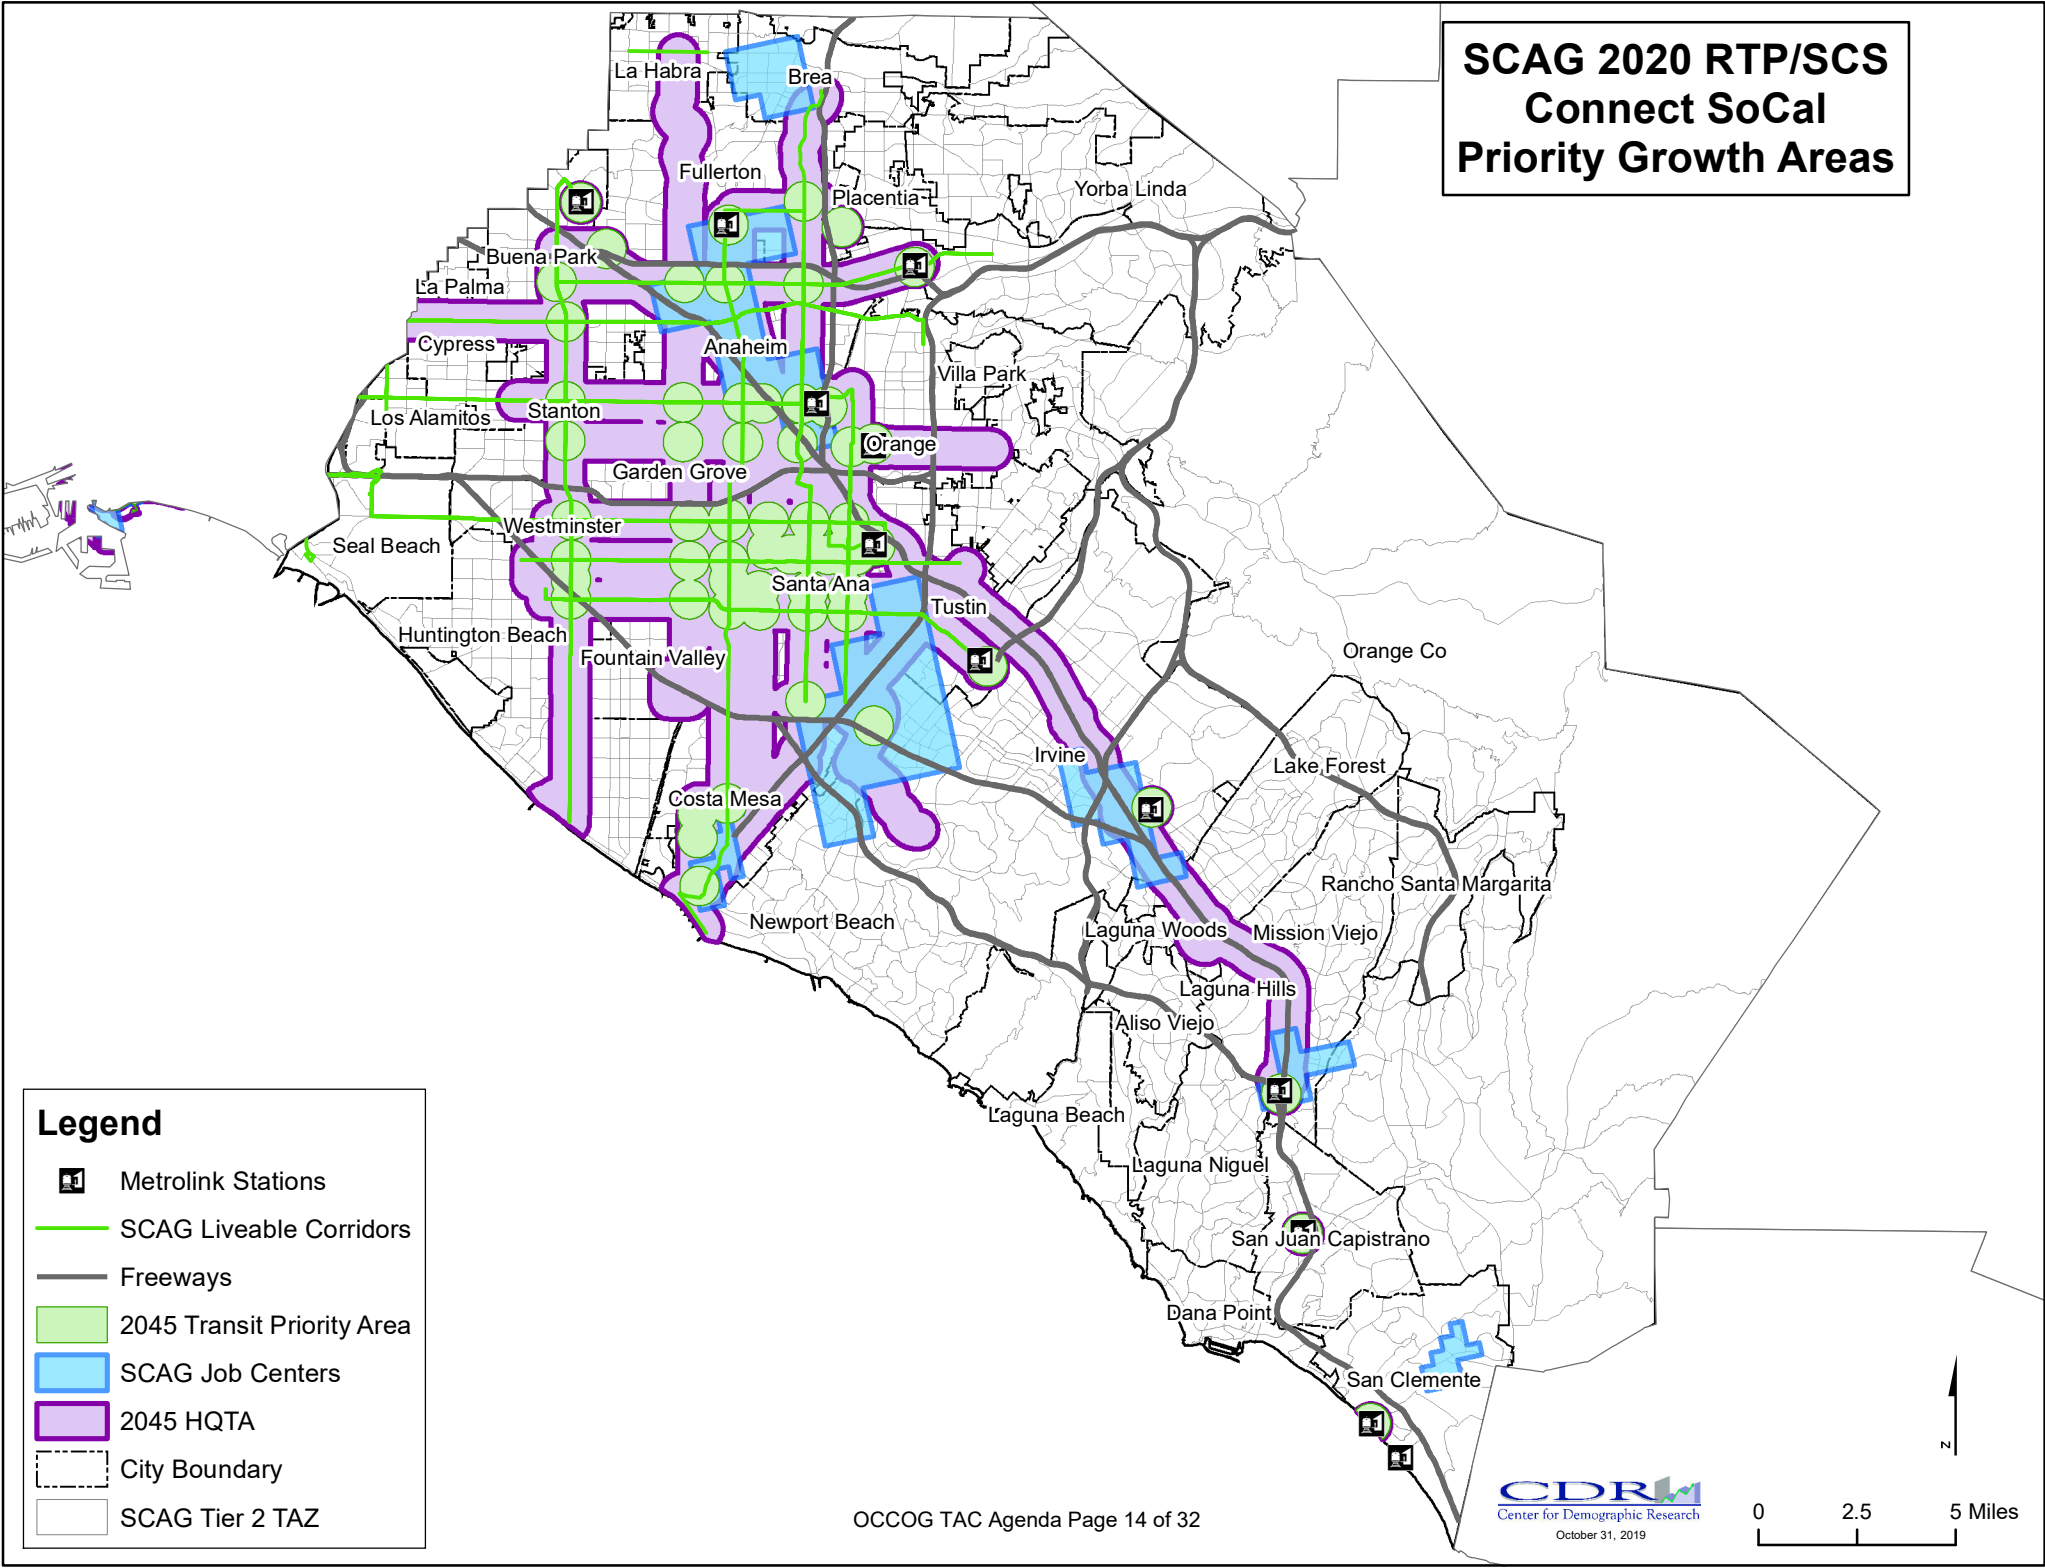 SCAG 2020 RTP/SCS
Connect SoCal
Priority Growth Areas
La Habra
Brea
Fullerton
Placentia
Yorba Linda
Buena Park
La Palma
Cypress
Anaheim
Villa Park
Los Alamitos
Stanton
Orange
Garden Grove
Westminster
Seal Beach
Santa Ana
Tustin
Huntington Beach
Fountain Valley
Orange Co
Irvine
Lake Forest
Costa Mesa
Rancho Santa Margarita
Newport Beach
Laguna Woods
Mission Viejo
Laguna Hills
Aliso Viejo
Laguna Beach
Laguna Niguel
San Juan Capistrano
Dana Point
San Clemente
Legend
Metrolink Stations
SCAG Liveable Corridors
Freeways
2045 Transit Priority Area
SCAG Job Centers
2045 HQTA
City Boundary
SCAG Tier 2 TAZ
OCCOG TAC Agenda Page 14 of 32
CDR
Center for Demographic Research
October 31, 2019
N
0 2.5 5 Miles